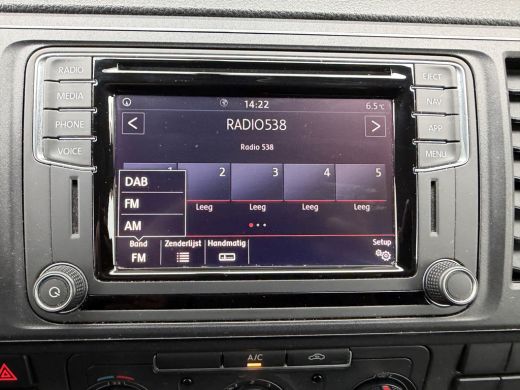 RADIO
MEDIA
PHONE
VOICE
EJECT
NAV
APP
MENU
14:22
6.5°C
<
RADIO538
>
Radio 538
1 2 3 4 5
Leeg Leeg Leeg Leeg
DAB
FM
AM
Band Zenderlijst Handmatig Setup
FM
A/C